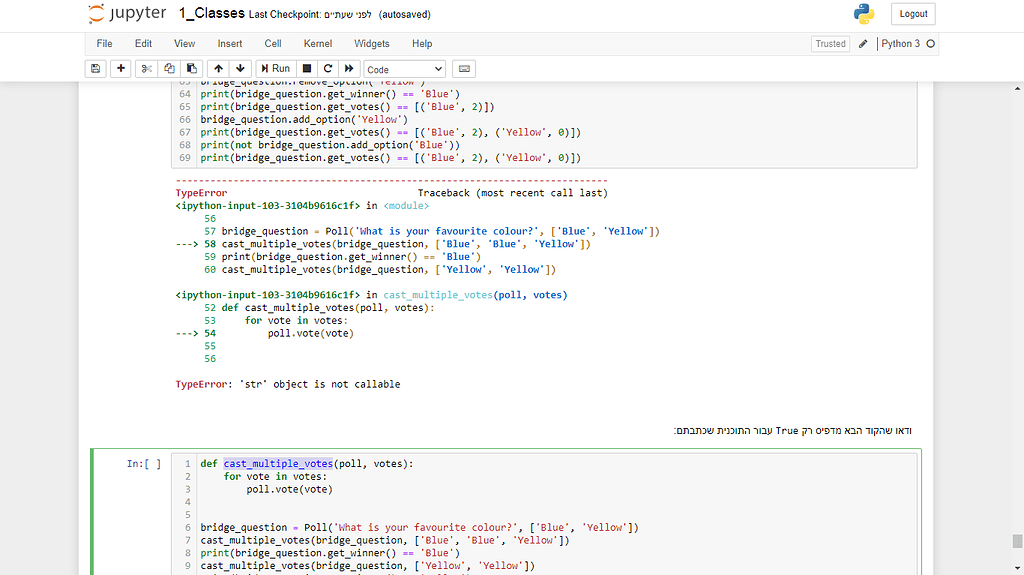 jupyter 1_Classes Last Checkpoint: לפני שעתיים (autosaved)
Logout
File Edit View Insert Cell Kernel Widgets Help
Trusted Python 3
Run Code
63 bridge_question.remove_option('Yellow')
64 print(bridge_question.get_winner() == 'Blue')
65 print(bridge_question.get_votes() == [('Blue', 2)])
66 bridge_question.add_option('Yellow')
67 print(bridge_question.get_votes() == [('Blue', 2), ('Yellow', 0)])
68 print(not bridge_question.add_option('Blue'))
69 print(bridge_question.get_votes() == [('Blue', 2), ('Yellow', 0)])
---------------------------------------------------------------------------
TypeError Traceback (most recent call last)
<ipython-input-103-3104b9616c1f> in <module>
56
57 bridge_question = Poll('What is your favourite colour?', ['Blue', 'Yellow'])
---> 58 cast_multiple_votes(bridge_question, ['Blue', 'Blue', 'Yellow'])
59 print(bridge_question.get_winner() == 'Blue')
60 cast_multiple_votes(bridge_question, ['Yellow', 'Yellow'])
<ipython-input-103-3104b9616c1f> in cast_multiple_votes(poll, votes)
52 def cast_multiple_votes(poll, votes):
53 for vote in votes:
---> 54 poll.vote(vote)
55
56
TypeError: 'str' object is not callable
ודאו שהקוד הבא מדפיס רק True עבור התוכנית שכתבתם:
In:[ ] 1 def cast_multiple_votes(poll, votes):
2 for vote in votes:
3 poll.vote(vote)
4
5
6 bridge_question = Poll('What is your favourite colour?', ['Blue', 'Yellow'])
7 cast_multiple_votes(bridge_question, ['Blue', 'Blue', 'Yellow'])
8 print(bridge_question.get_winner() == 'Blue')
9 cast_multiple_votes(bridge_question, ['Yellow', 'Yellow'])